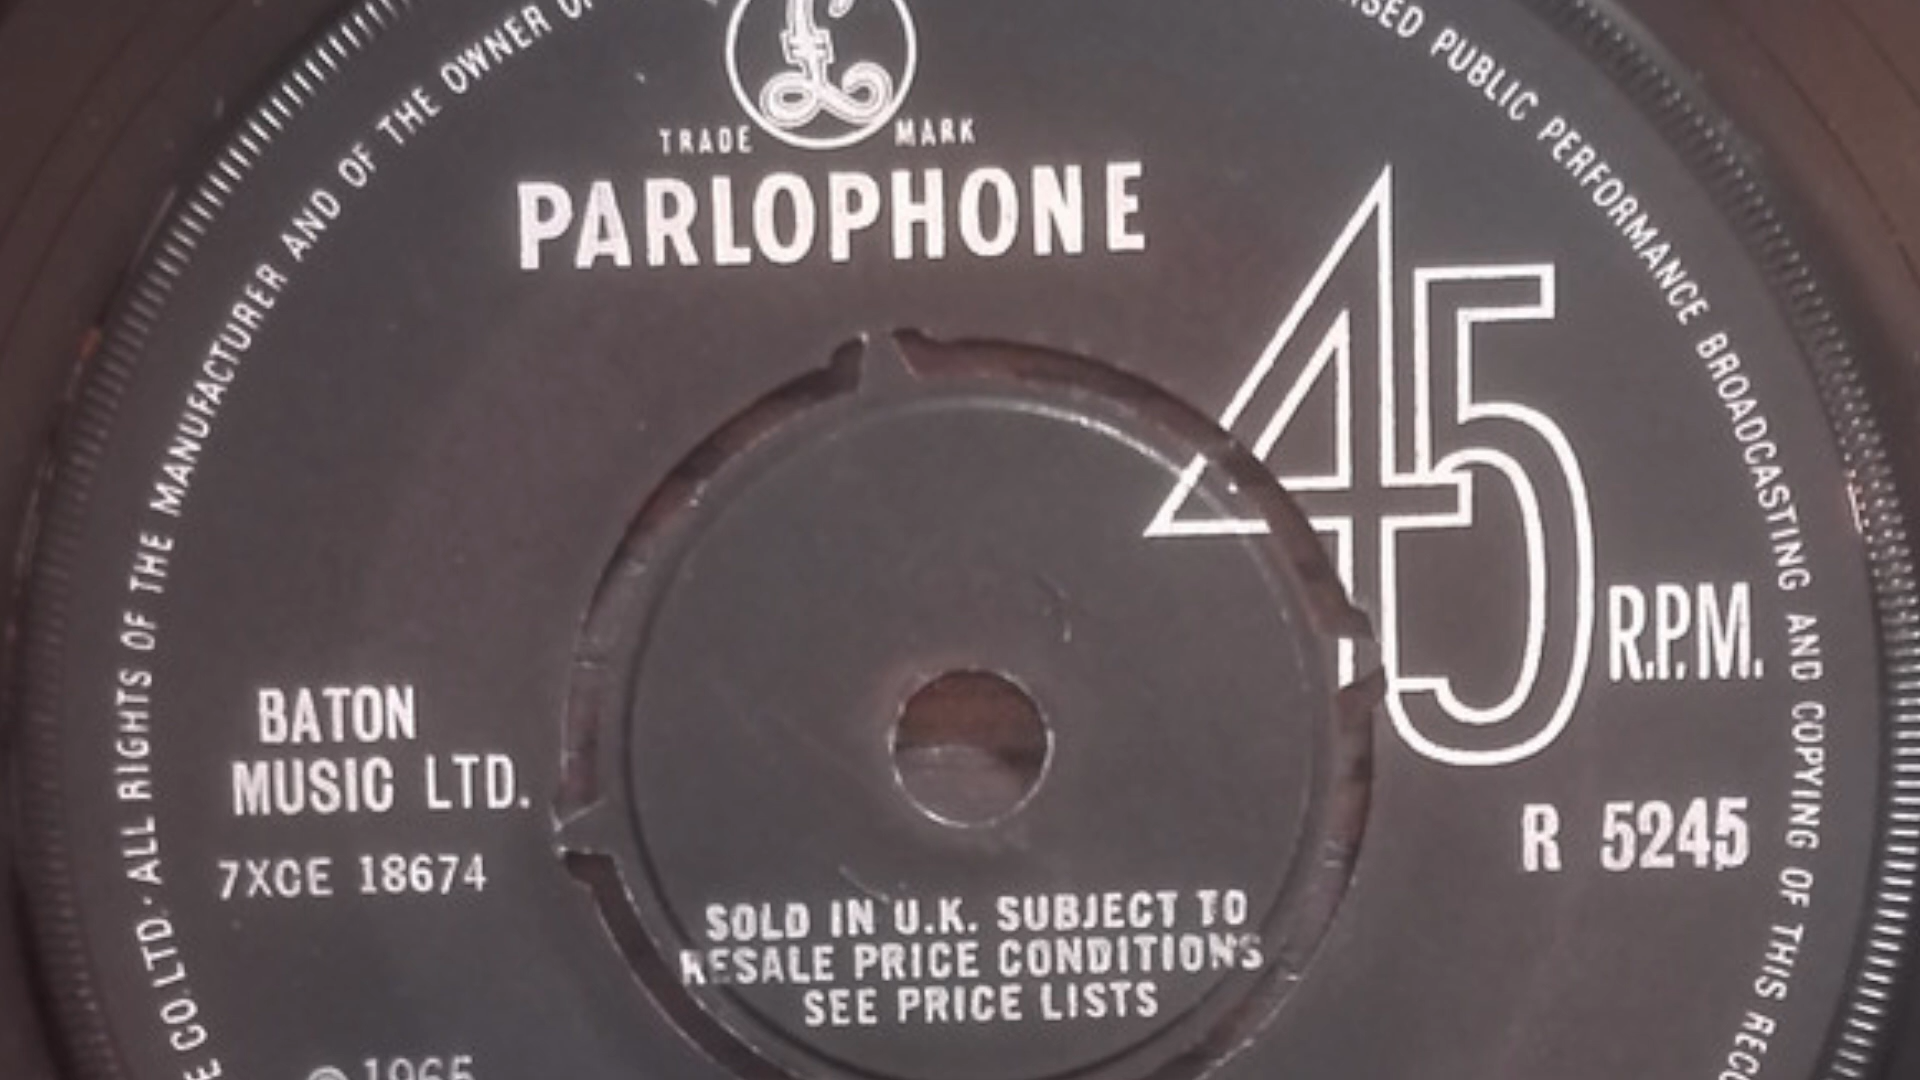 £
TRADE MARK
PARLOPHONE
45 R.P.M.
BATON
MUSIC LTD.
7XCE 18674
R 5245
SOLD IN U.K. SUBJECT TO
RESALE PRICE CONDITIONS
SEE PRICE LISTS
℗ 1965
CO. LTD · ALL RIGHTS OF THE MANUFACTURER AND OF THE OWNER
PUBLIC PERFORMANCE BROADCASTING AND COPYING OF THIS